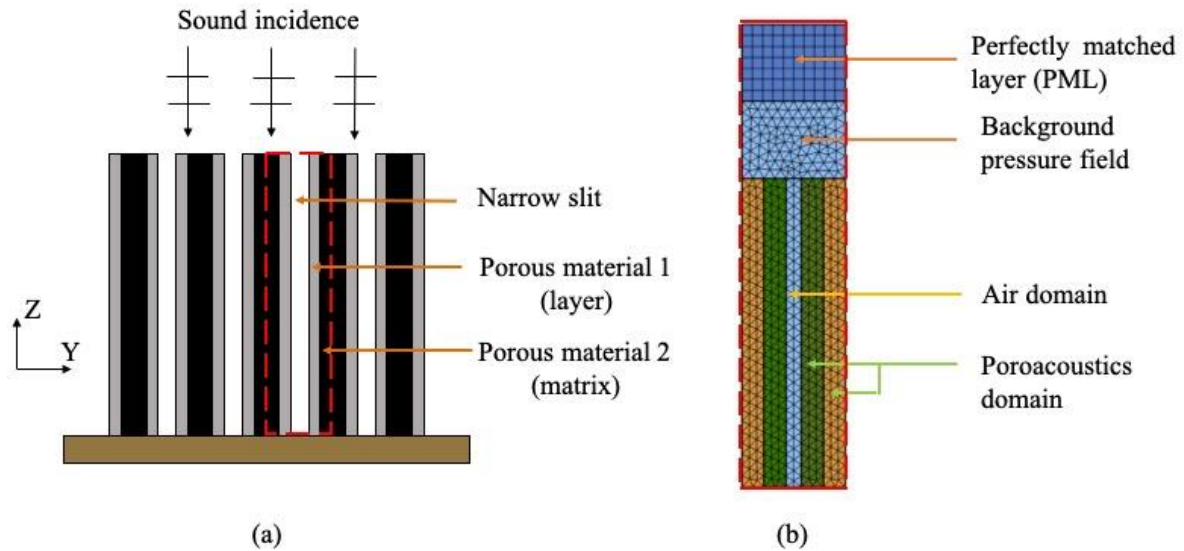 Sound incidence
Narrow slit
Porous material 1
(layer)
Porous material 2
(matrix)
Z
Y
(a)
Perfectly matched
layer (PML)
Background
pressure field
Air domain
Poroacoustics
domain
(b)